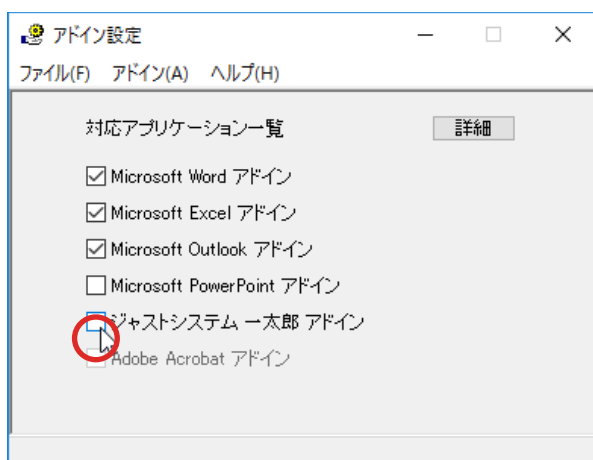 アドイン設定
ファイル(F) アドイン(A) ヘルプ(H)
対応アプリケーション一覧 詳細
Microsoft Word アドイン
Microsoft Excel アドイン
Microsoft Outlook アドイン
Microsoft PowerPoint アドイン
ジャストシステム 一太郎 アドイン
Adobe Acrobat アドイン